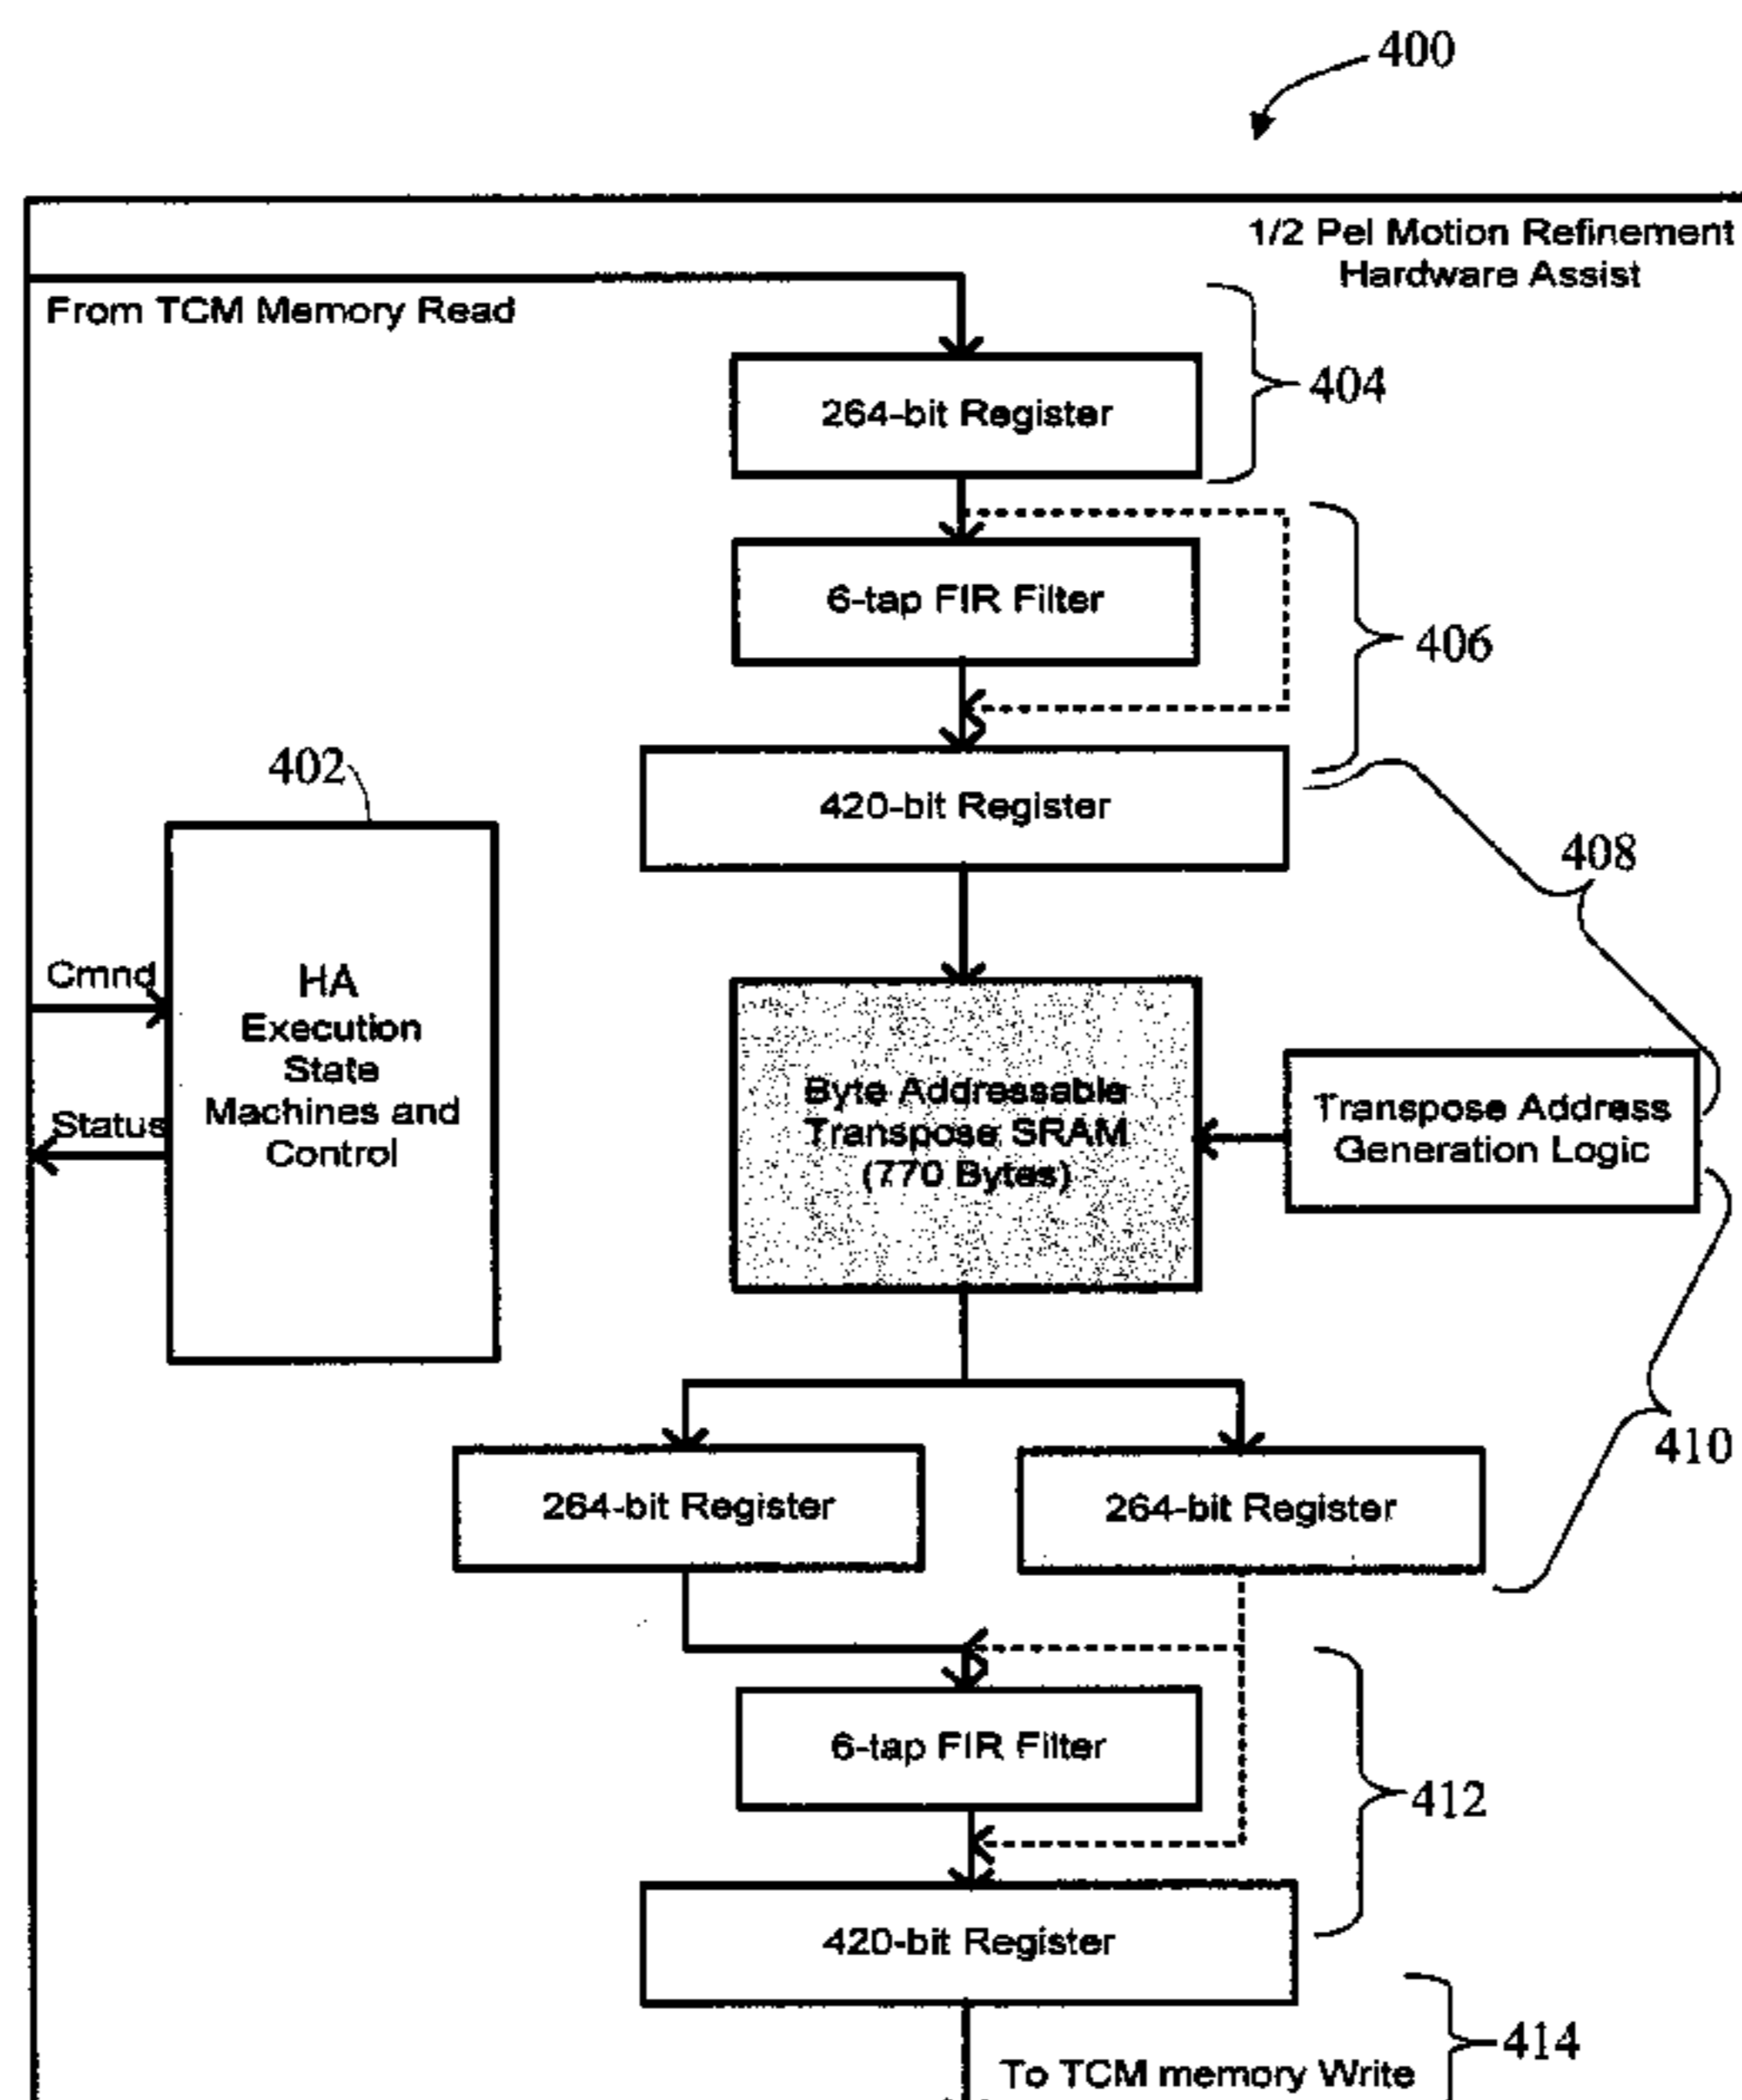 400
1/2 Pel Motion Refinement
Hardware Assist
From TCM Memory Read
264-bit Register
404
6-tap FIR Filter
406
420-bit Register
402
408
Cmnd
HA
Execution
State
Machines and
Control
Status
Byte Addressable
Transpose SRAM
(770 Bytes)
Transpose Address
Generation Logic
410
264-bit Register
264-bit Register
6-tap FIR Filter
412
420-bit Register
414
To TCM memory Write